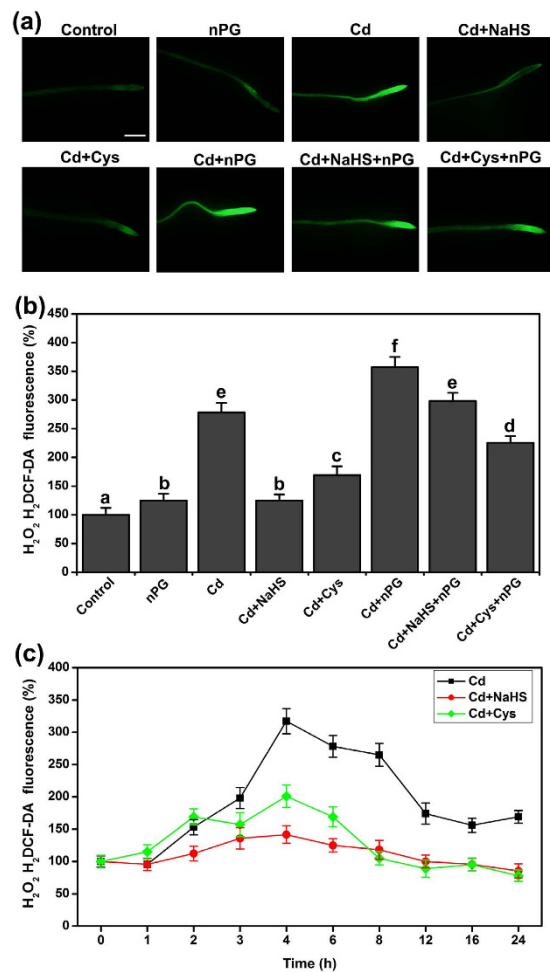 (a)
Control nPG Cd Cd+NaHS
Cd+Cys Cd+nPG Cd+NaHS+nPG Cd+Cys+nPG
(b)
H₂O₂ H₂DCF-DA fluorescence (%)
450
400
350
300
250
200
150
100
50
0
a b e b c f e d
Control nPG Cd Cd+NaHS Cd+Cys Cd+nPG Cd+NaHS+nPG Cd+Cys+nPG
(c)
H₂O₂ H₂DCF-DA fluorescence (%)
400
350
300
250
200
150
100
50
0
Cd
Cd+NaHS
Cd+Cys
0 1 2 3 4 6 8 12 16 24
Time (h)